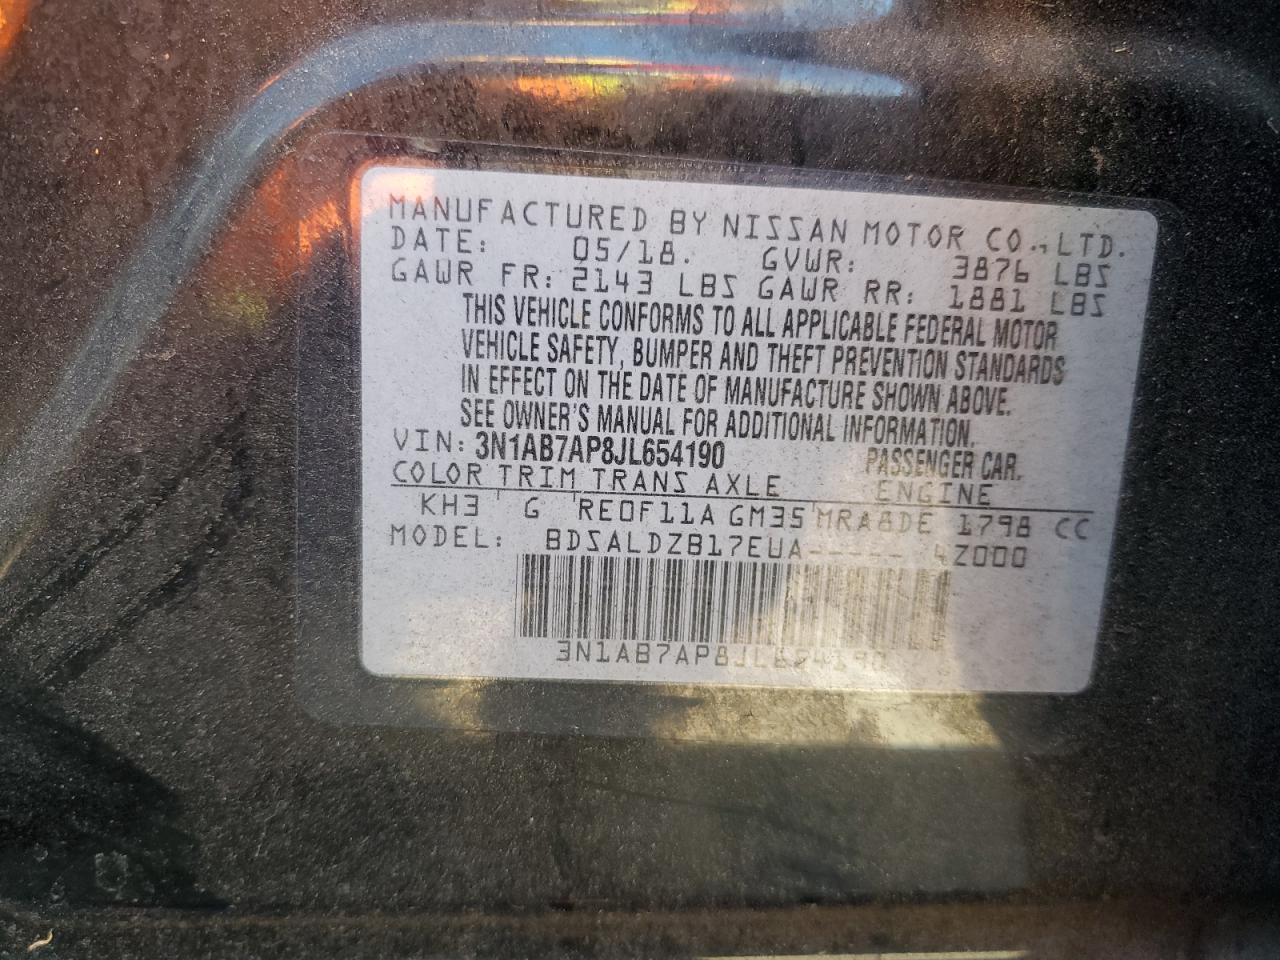 MANUFACTURED BY NISSAN MOTOR CO., LTD.
DATE: 05/18. GVWR: 3876 LBS
GAWR FR: 2143 LBS GAWR RR: 1881 LBS
THIS VEHICLE CONFORMS TO ALL APPLICABLE FEDERAL MOTOR
VEHICLE SAFETY, BUMPER AND THEFT PREVENTION STANDARDS
IN EFFECT ON THE DATE OF MANUFACTURE SHOWN ABOVE.
SEE OWNER'S MANUAL FOR ADDITIONAL INFORMATION.
VIN: 3N1AB7AP8JL654190 PASSENGER CAR.
COLOR TRIM TRANS AXLE ENGINE
KH3 G RE0F11A GM35 MRA8DE 1798 CC
MODEL: BDSALDZB17EUA----- 4Z000
3N1AB7AP8JL654190